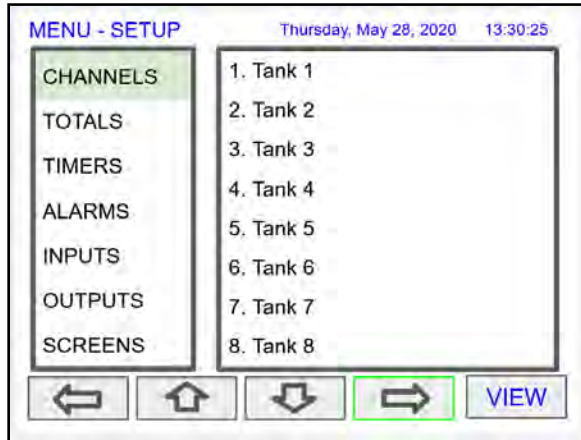 MENU - SETUP Thursday, May 28, 2020 13:30:25
CHANNELS
TOTALS
TIMERS
ALARMS
INPUTS
OUTPUTS
SCREENS
1. Tank 1
2. Tank 2
3. Tank 3
4. Tank 4
5. Tank 5
6. Tank 6
7. Tank 7
8. Tank 8
VIEW